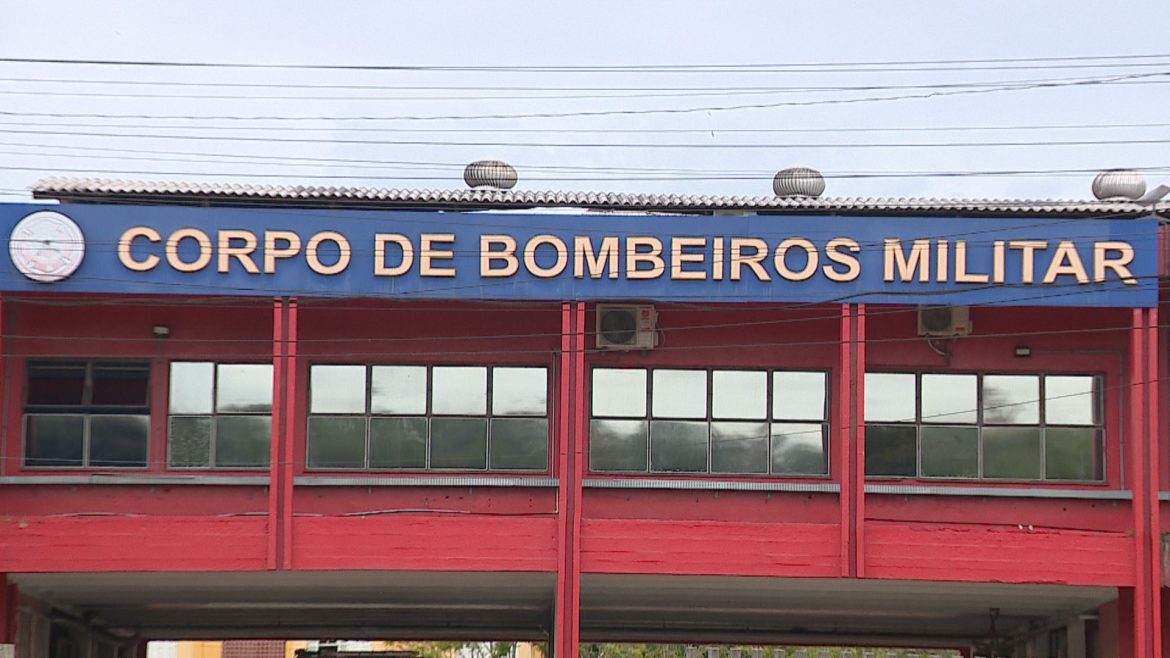 CORPO DE BOMBEIROS MILITAR